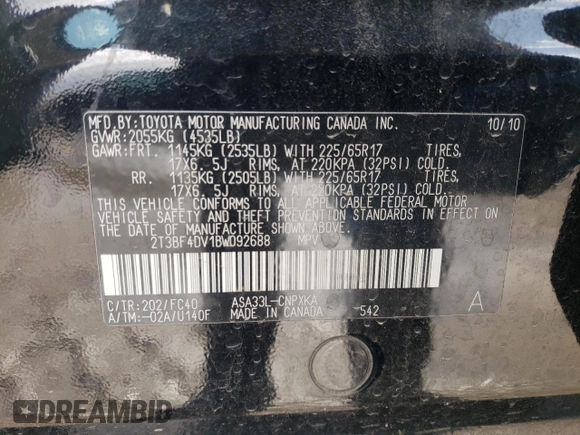 MFD.BY:TOYOTA MOTOR MANUFACTURING CANADA INC. 10/10
GVWR:2055KG (4535LB)
GAWR:FRT. 1145KG (2535LB) WITH 225/65R17 TIRES,
17X6 .5J RIMS, AT 220KPA (32PSI) COLD.
RR. 1135KG (2505LB) WITH 225/65R17 TIRES,
17X6 .5J RIMS, AT 220KPA (32PSI) COLD.
THIS VEHICLE CONFORMS TO ALL APPLICABLE FEDERAL MOTOR
VEHICLE SAFETY AND THEFT PREVENTION STANDARDS IN EFFECT ON
THE DATE OF MANUFACTURE SHOWN ABOVE.
2T3BF4DV1BW092688 MPV
C/TR:202/FC40 ASA33L-CNPXKA A
A/TM:-02A/U140F MADE IN CANADA 542
DREAMBID